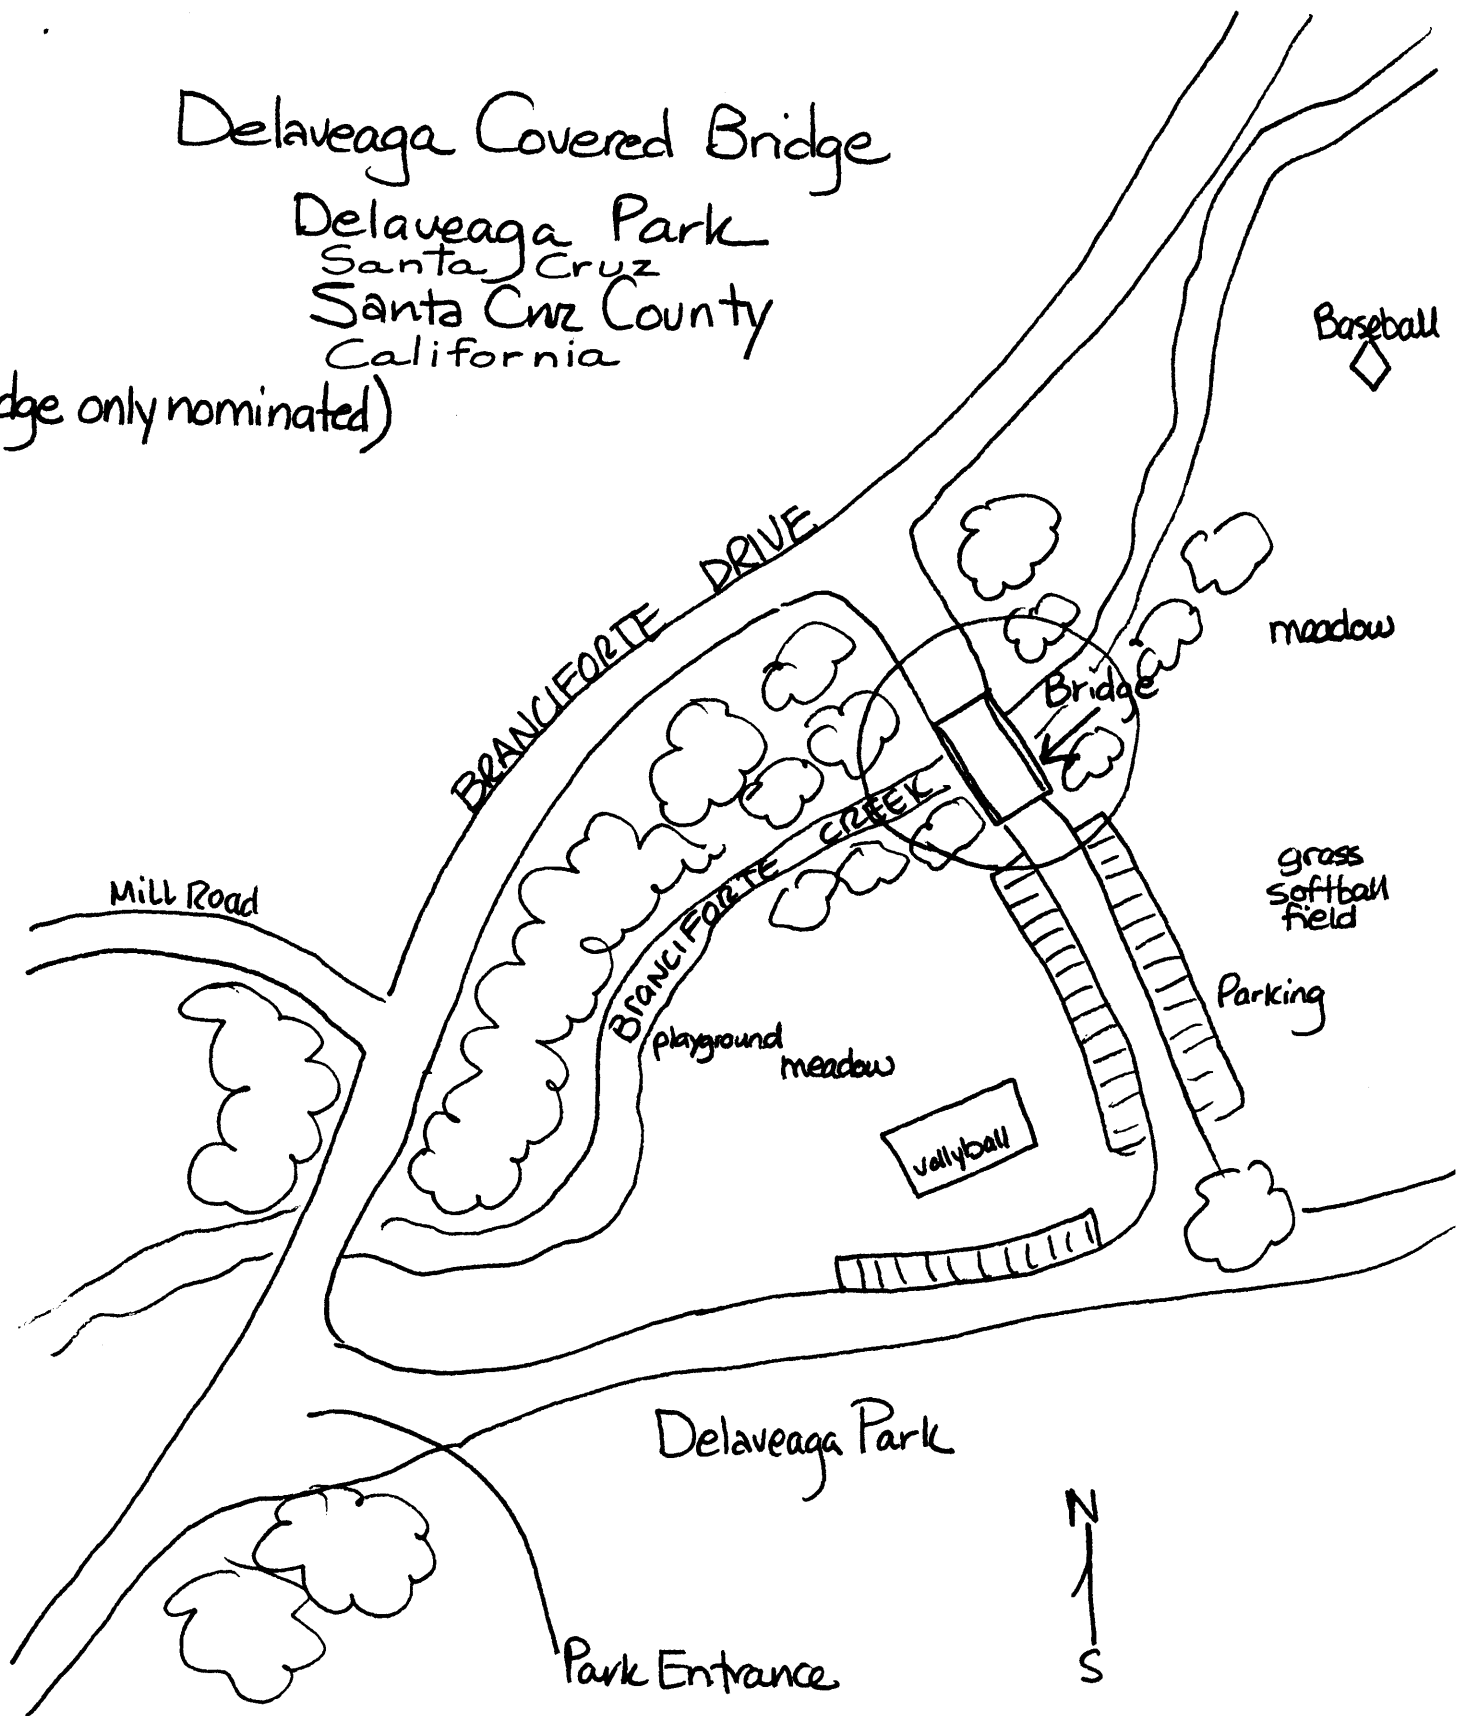 Delaveaga Covered Bridge
Delaveaga Park
Santa Cruz
Santa Cruz County
California
dge only nominated)
Baseball
BRANCIFORTE DRIVE
meadow
Bridge
BranciFORTE CREEK
Mill Road
grass
softball
field
Parking
playground
meadow
vollyball
Delaveaga Park
N
S
Park Entrance